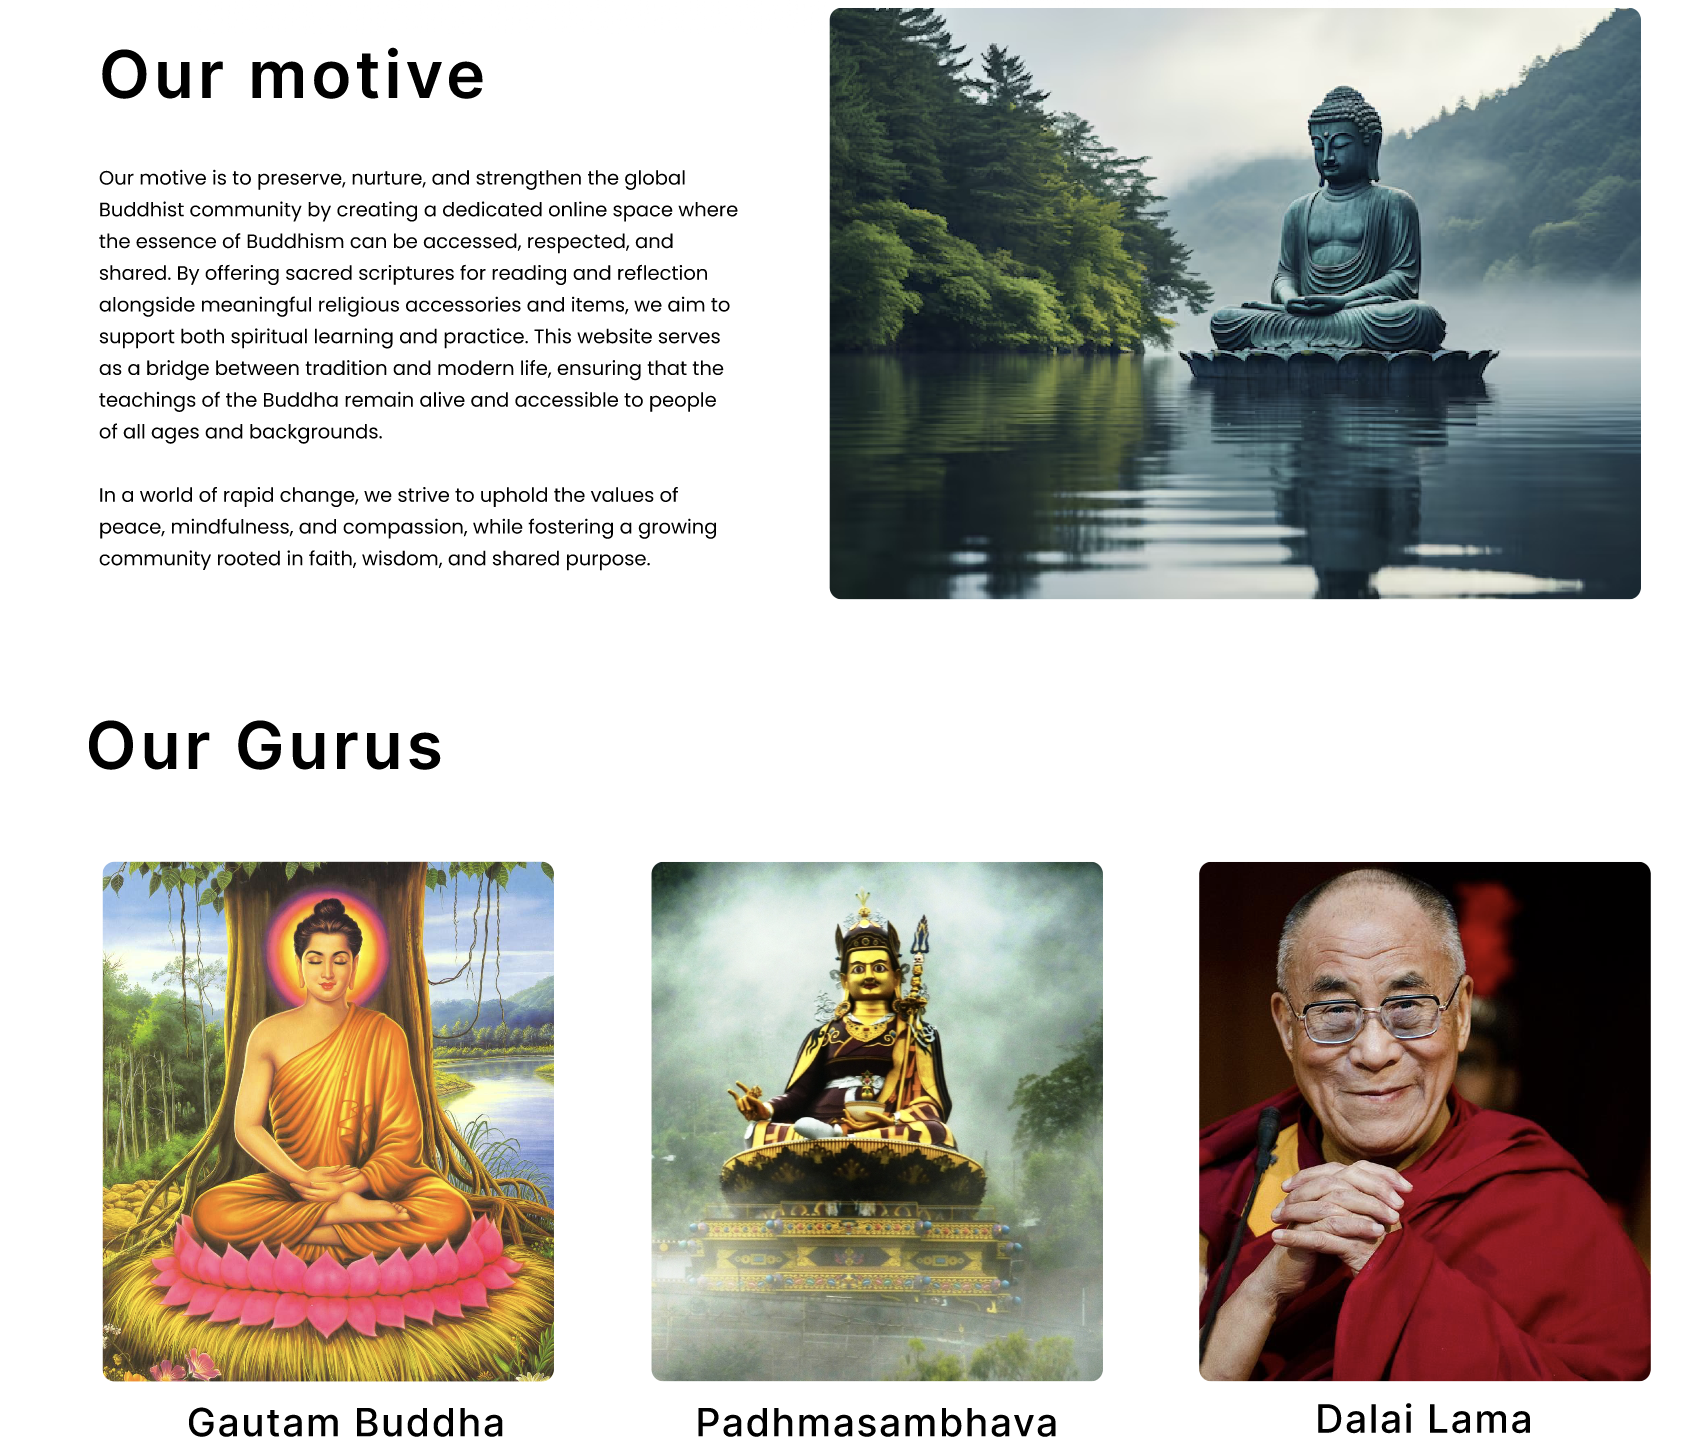 Our motive
Our motive is to preserve, nurture, and strengthen the global
Buddhist community by creating a dedicated online space where
the essence of Buddhism can be accessed, respected, and
shared. By offering sacred scriptures for reading and reflection
alongside meaningful religious accessories and items, we aim to
support both spiritual learning and practice. This website serves
as a bridge between tradition and modern life, ensuring that the
teachings of the Buddha remain alive and accessible to people
of all ages and backgrounds.
In a world of rapid change, we strive to uphold the values of
peace, mindfulness, and compassion, while fostering a growing
community rooted in faith, wisdom, and shared purpose.
Our Gurus
Gautam Buddha
Padhmasambhava
Dalai Lama